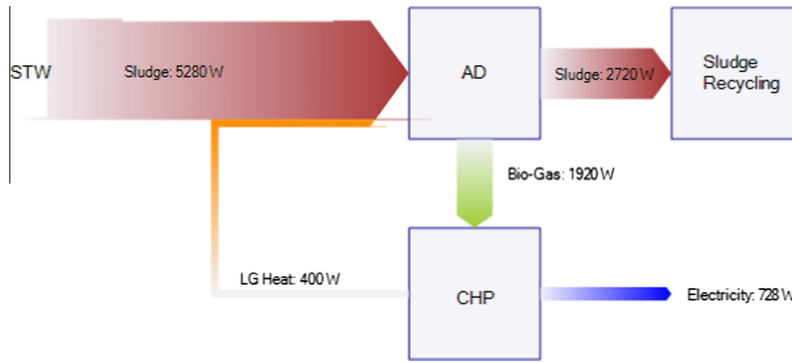 STW
Sludge: 5280 W
AD
Sludge: 2720 W
Sludge
Recycling
Bio-Gas: 1920 W
LG Heat: 400 W
CHP
Electricity: 728 W